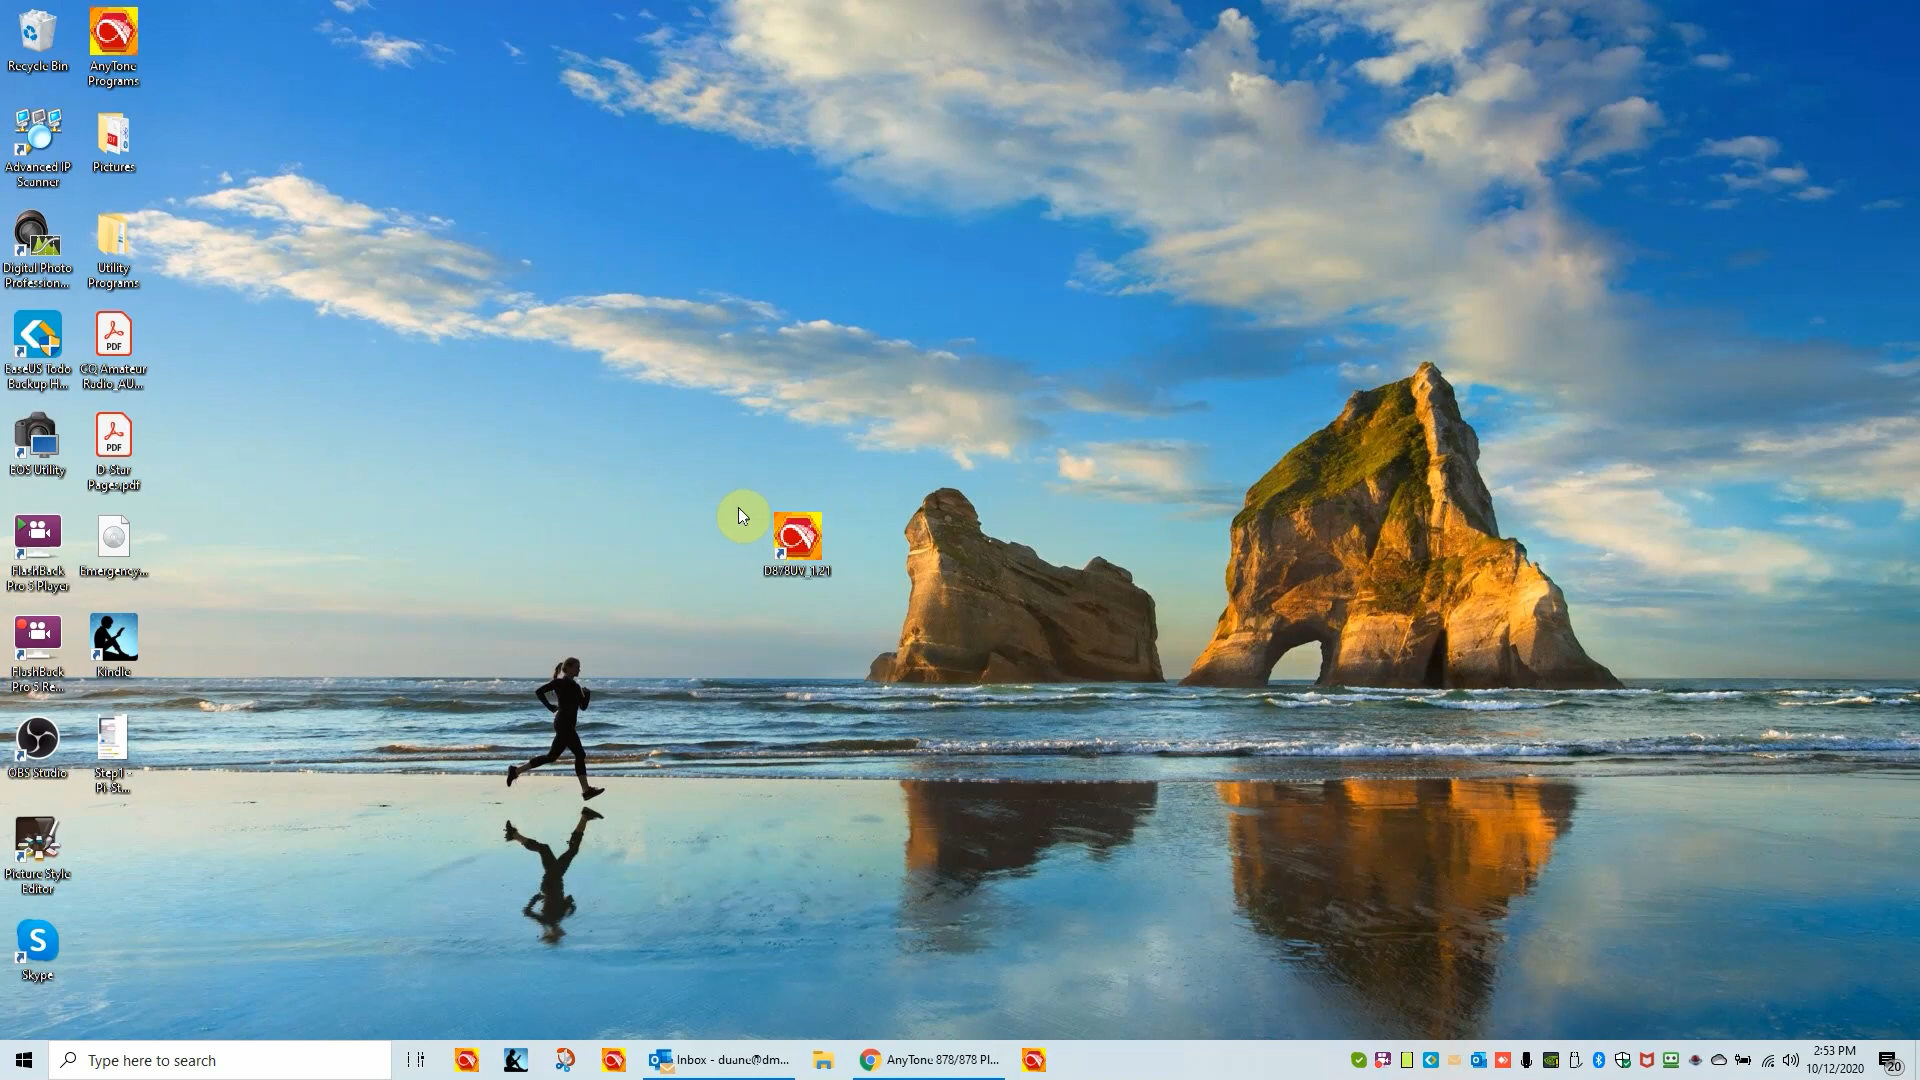 Recycle Bin
AnyTone
Programs
Advanced IP
Scanner
Pictures
Digital Photo
Profession...
Utility
Programs
EaseUS Todo
Backup H...
PDF
CQ Amateur
Radio_AU...
EOS Utility
PDF
D-Star
Pages.pdf
FlashBack
Pro 5 Player
Emergency...
D878UV_1.21
FlashBack
Pro 5 Re...
Kindle
OBS Studio
Step1 -
Pi-St...
Picture Style
Editor
S
Skype
Type here to search
Inbox - duane@dm...
AnyTone 878/878 Pl...
2:53 PM
10/12/2020
20